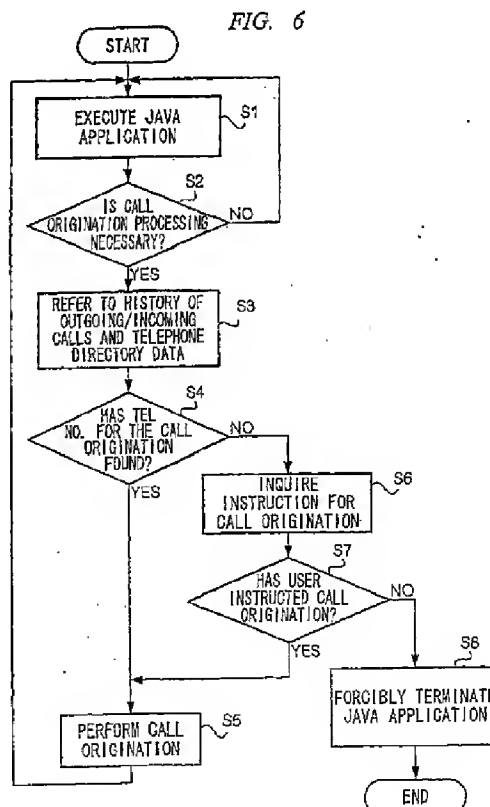 FIG. 6
START
EXECUTE JAVA
APPLICATION
S1
S2
IS CALL
ORIGINATION PROCESSING
NECESSARY?
NO
YES
REFER TO HISTORY OF
OUTGOING/INCOMING
CALLS AND TELEPHONE
DIRECTORY DATA
S3
S4
HAS TEL
NO. FOR THE CALL
ORIGINATION
FOUND?
NO
YES
INQUIRE
INSTRUCTION FOR
CALL ORIGINATION
S6
S7
HAS USER
INSTRUCTED CALL
ORIGINATION?
NO
YES
S8
FORCIBLY TERMINATE
JAVA APPLICATION
PERFORM CALL
ORIGINATION
S5
END